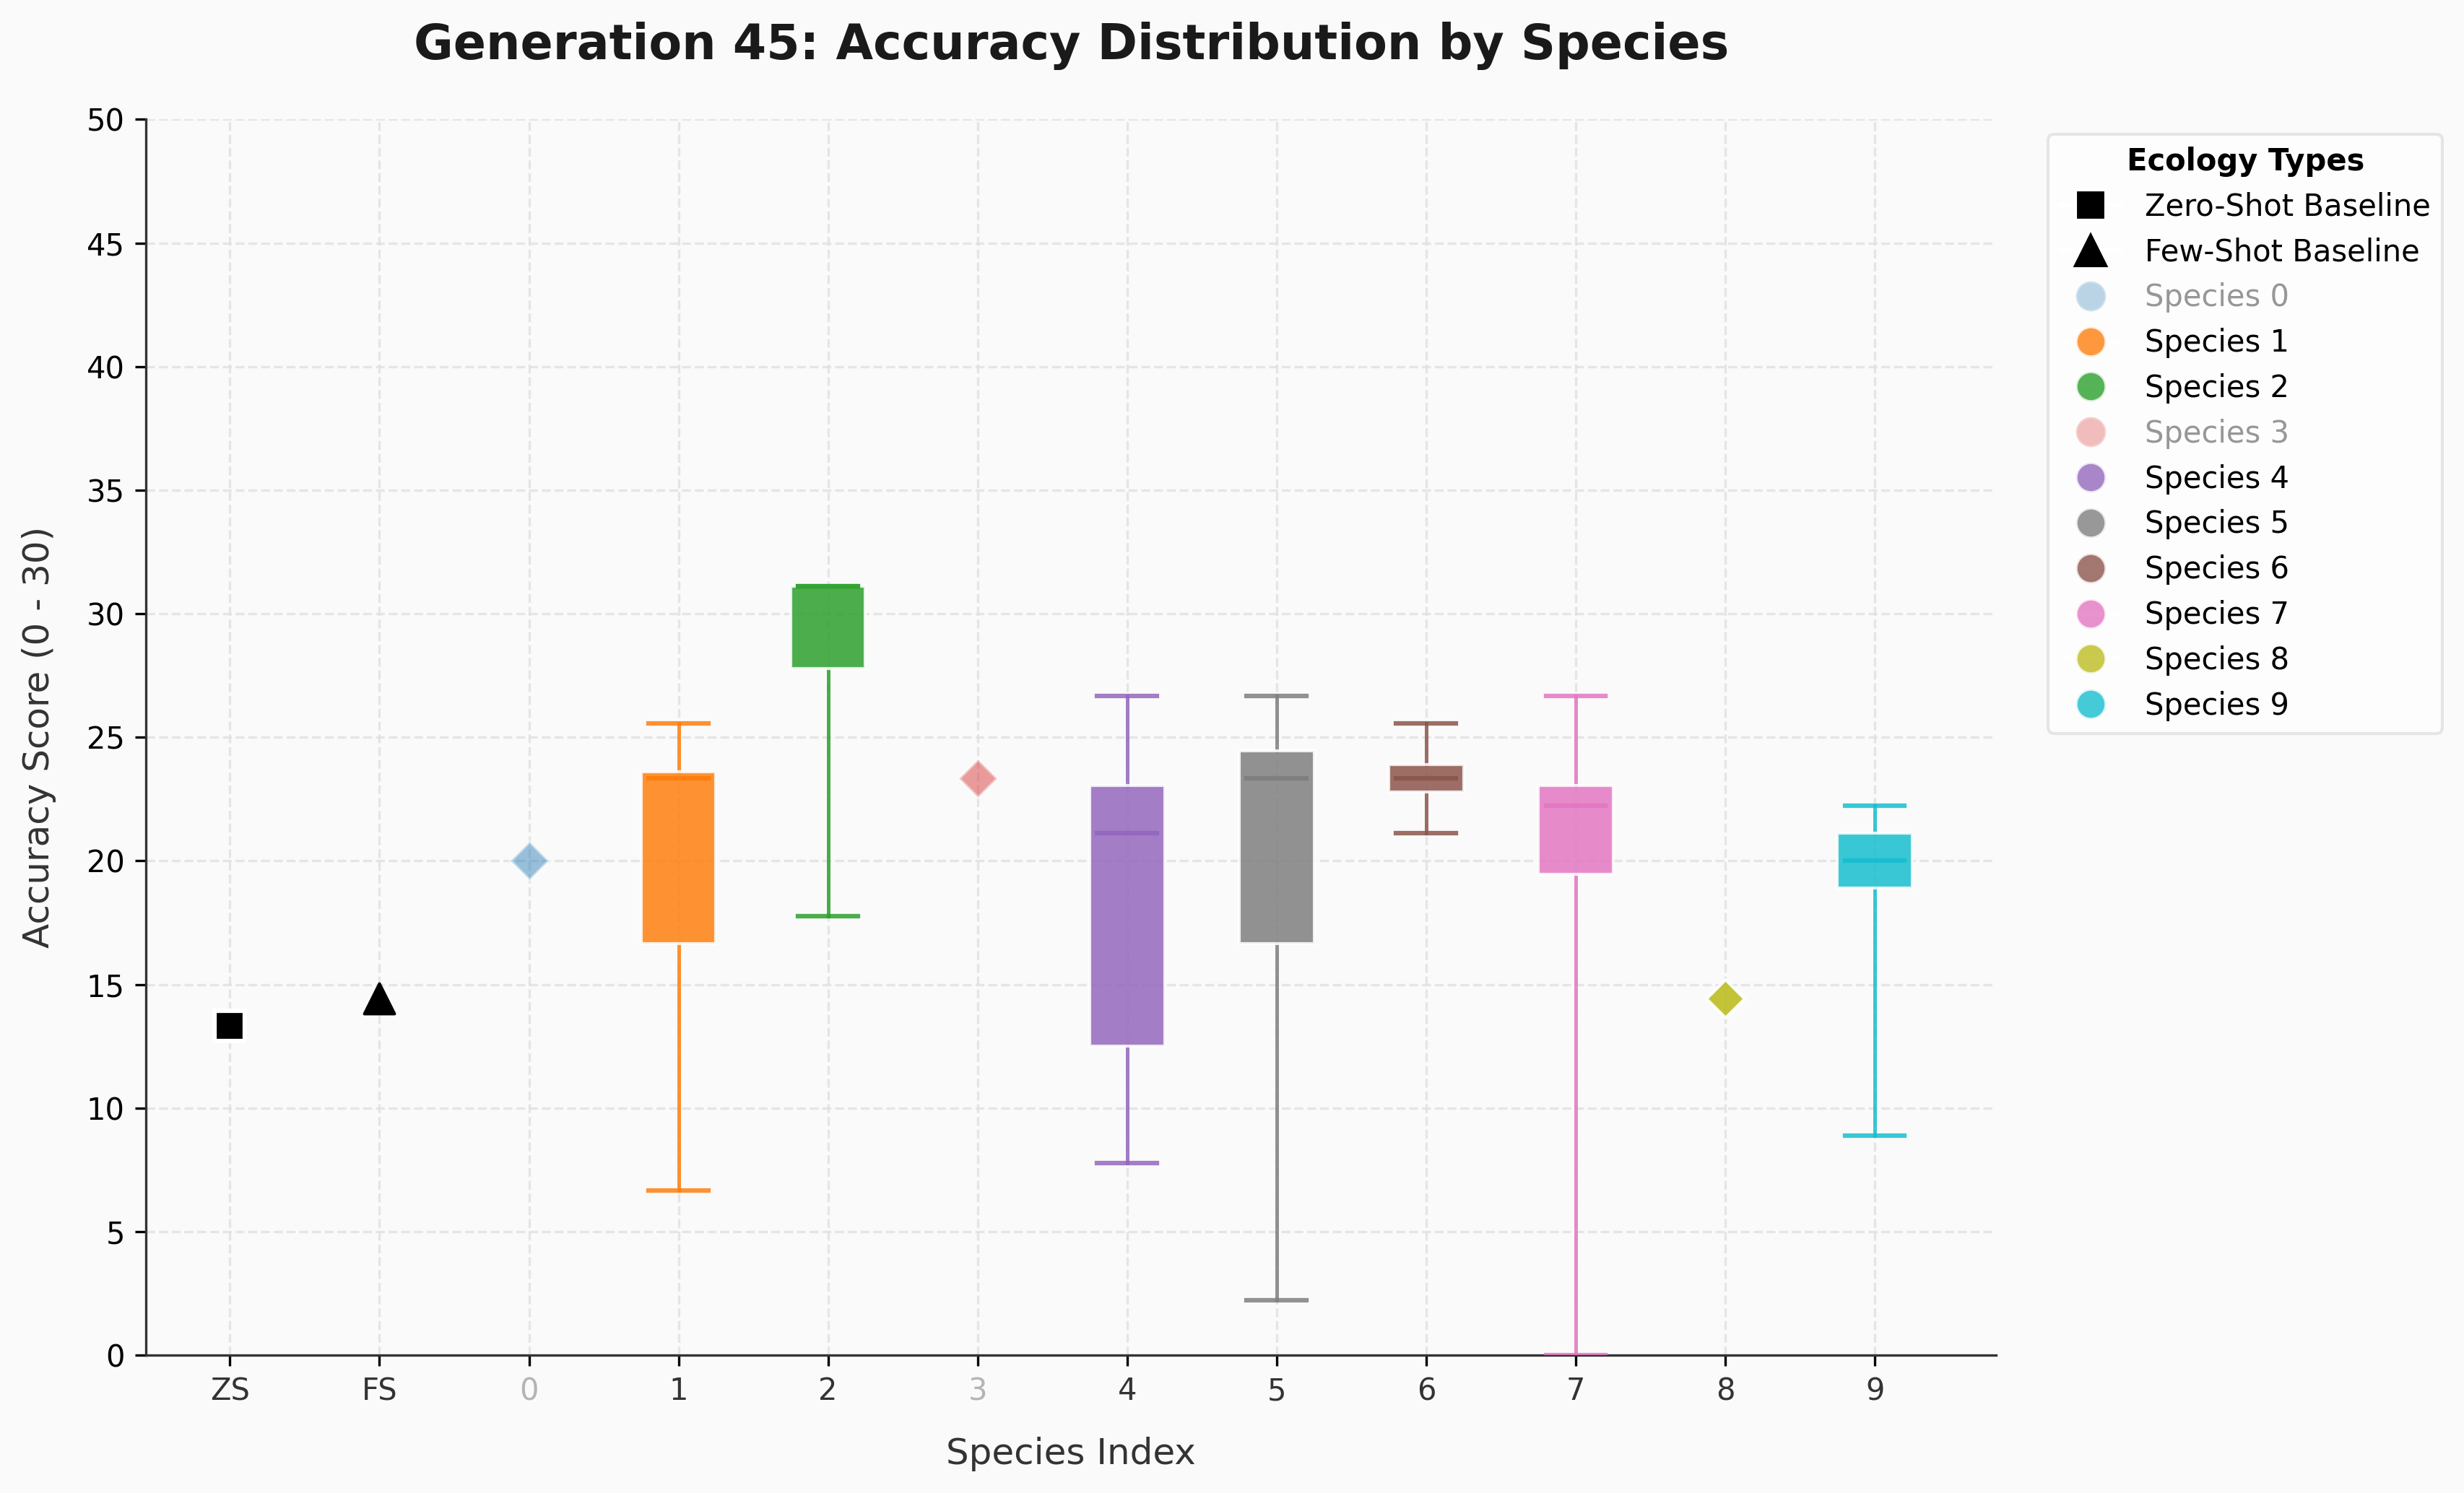 Generation 45: Accuracy Distribution by Species
50
45
40
35
30
25
20
15
10
5
0
Accuracy Score (0 - 30)
ZS FS 0 1 2 3 4 5 6 7 8 9
Species Index
Ecology Types
Zero-Shot Baseline
Few-Shot Baseline
Species 0
Species 1
Species 2
Species 3
Species 4
Species 5
Species 6
Species 7
Species 8
Species 9